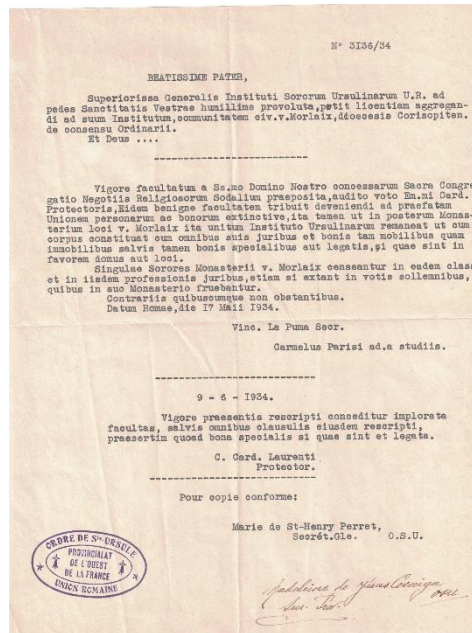 Nº 3136/34
BEATISSIME PATER,
Superiorissa Generalis Instituti Sororum Ursulinarum U.R. ad
pedes Sanctitatis Vestrae humillime provoluta,petit licentiam aggregan-
di ad suum Institutum,communitatem civ.v.Morlaix,ddoecesis Corisopiten.
de consensu Ordinarii.
Et Deus ....
Vigore facultatum a Ss.mo Domino Nostro concessarum Sacra Congre
gatio Negotiis Religiosorum Sodalium praeposita,audito voto Em.mi Card.
Protectoris,Eidem benigne facultatem tribuit deveniendi ad praefatam
Unionem personarum ac bonorum extinctive,ita tamen ut in posterum Monas-
terium loci v. Morlaix ita unitum Instituto Ursulinarum remaneat ut cum
corpus constituat cum omnibus suis juribus et bonis tam mobilibus quam
immobilibus salvis tamen bonis specialibus aut legatis,si quae sint in
favorem domus aut loci.
Singulae Sorores Monasterii v. Morlaix censeantur in eadem class
et in iisdem professionis juribus,etiam si extant in votis sollemnibus,
quibus in suo Monasterio fruebantur.
Contrariis quibuscumque non obstantibus.
Datum Romae,die 17 Maii 1934.
Vinc. La Puma Secr.
Carmelus Parisi ad.a studiis.
9 - 6 - 1934.
Vigore praesentis rescripti conceditur implorata
facultas, salvis omnibus clausulis eiusdem rescripti,
praesertim quoad bona specialis si quae sint et legata.
C. Card. Laurenti
Protector.
Pour copie conforme:
Marie de St-Henry Perret,
Secrét.Gle. O.S.U.
ORDRE DE Ste-URSULE
PROVINCIALAT
DE L'OUEST
DE LA FRANCE
UNION ROMAINE
Madeleine de Jésus